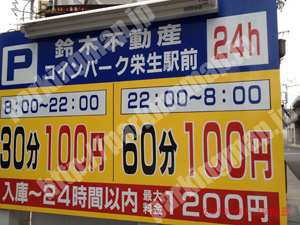 P 鈴木不動産 24h
コインパーク栄生駅前
8:00～22:00 22:00～8:00
30分100円 60分100円
入庫～24時間以内 最大料金1200円